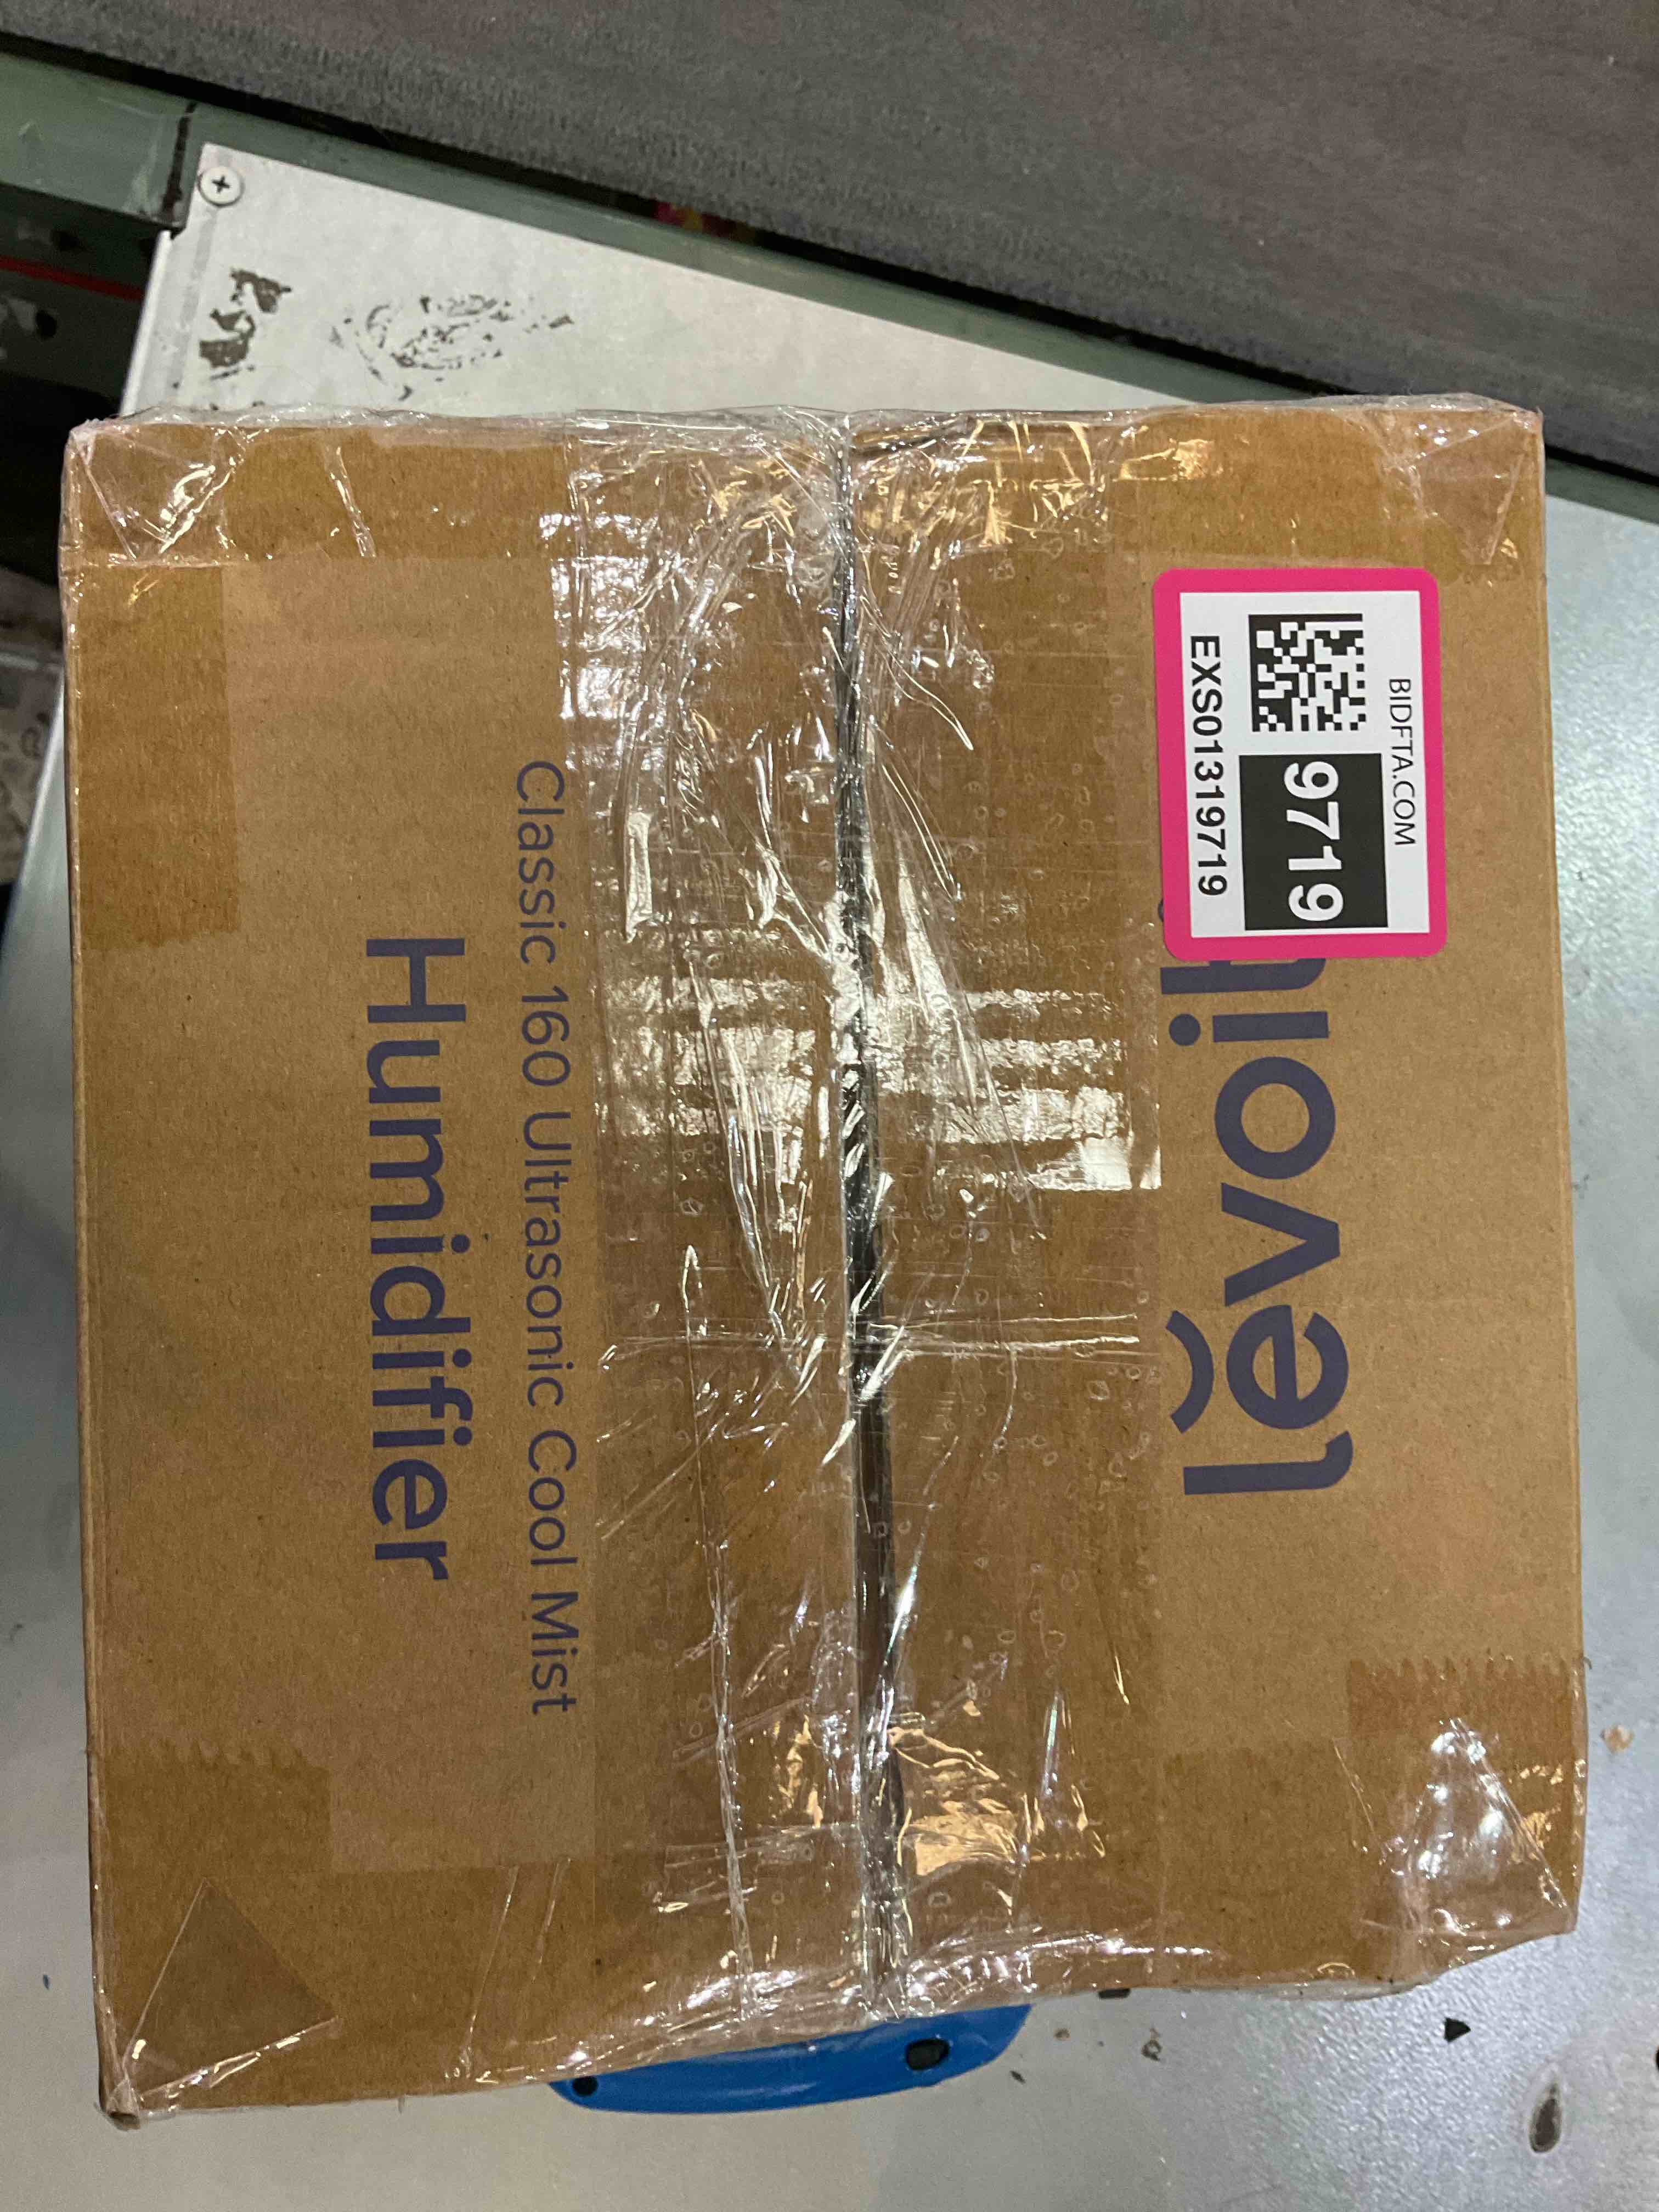 BIDFTA.COM
9719
EXS01319719
levoit
Classic 160 Ultrasonic Cool Mist
Humidifier